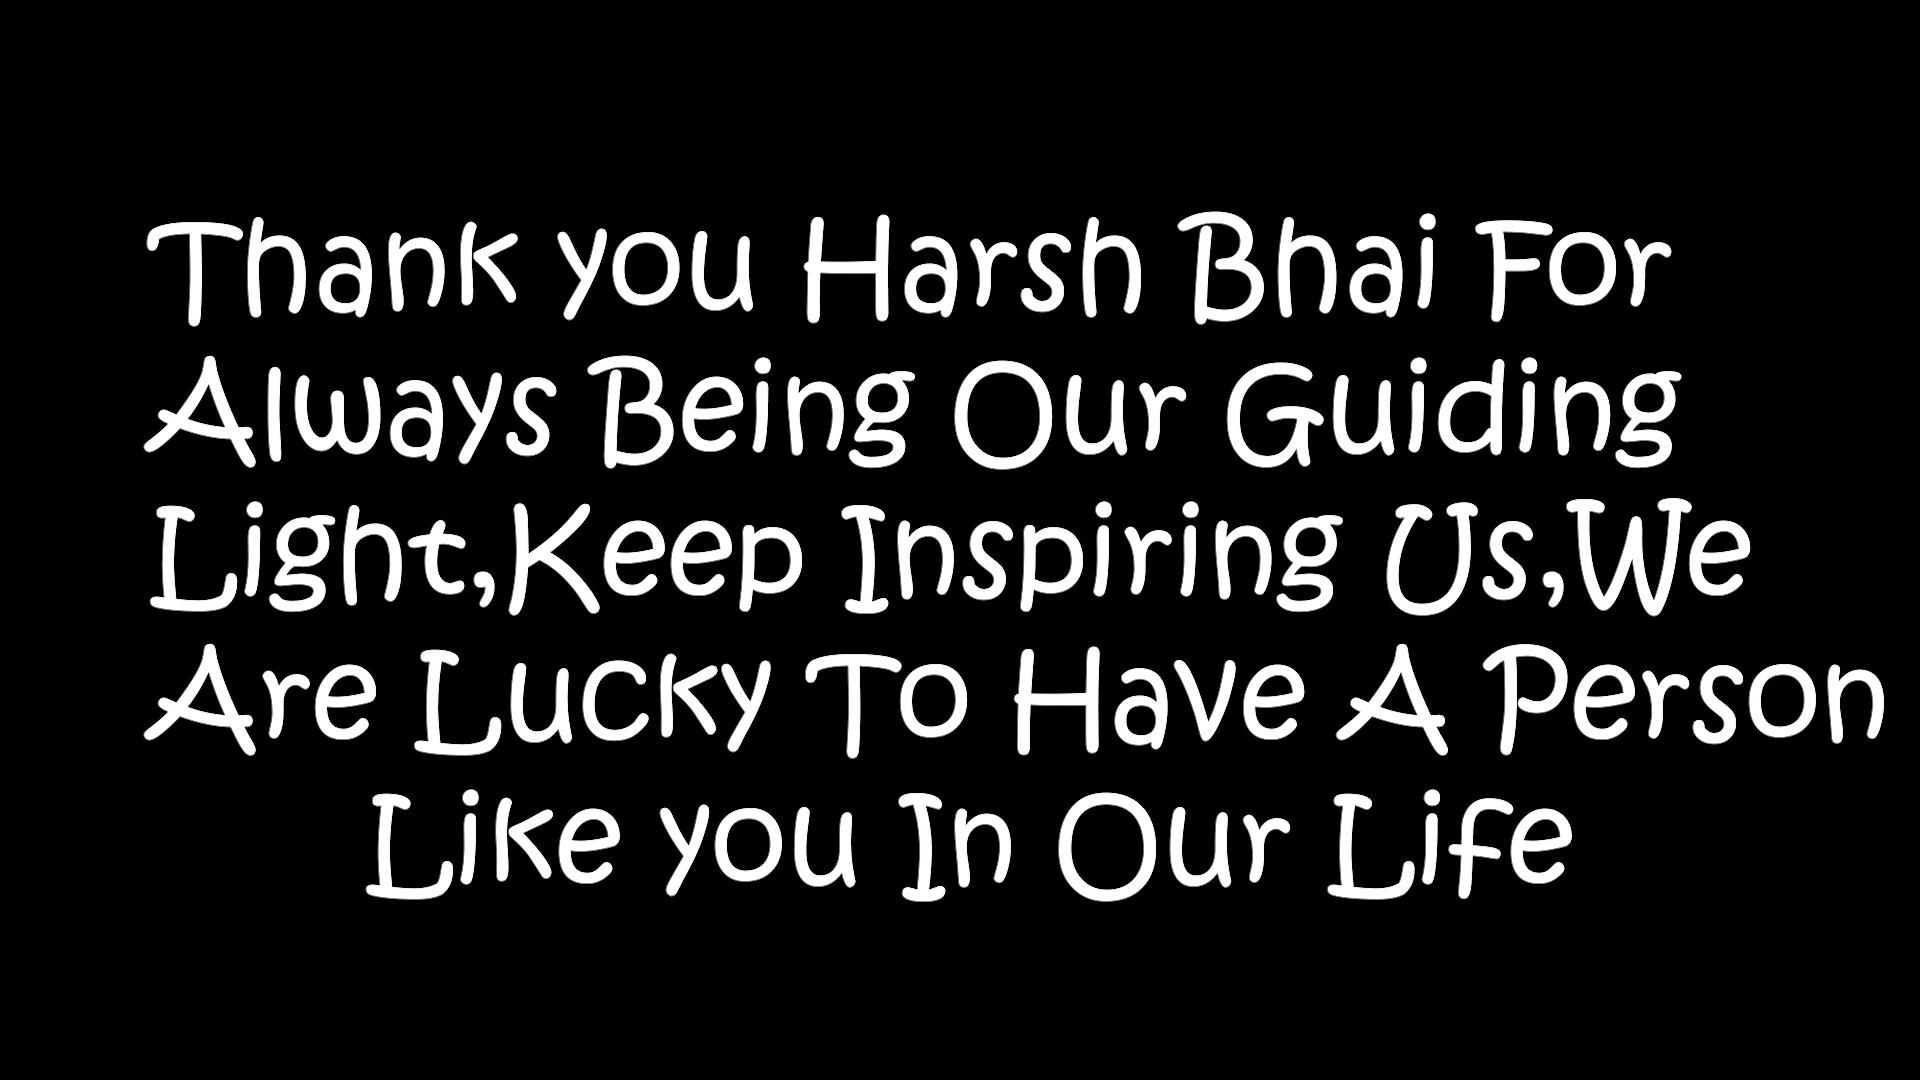 Thank you Harsh Bhai For
Always Being Our Guiding
Light,Keep Inspiring Us,We
Are Lucky To Have A Person
Like you In Our Life